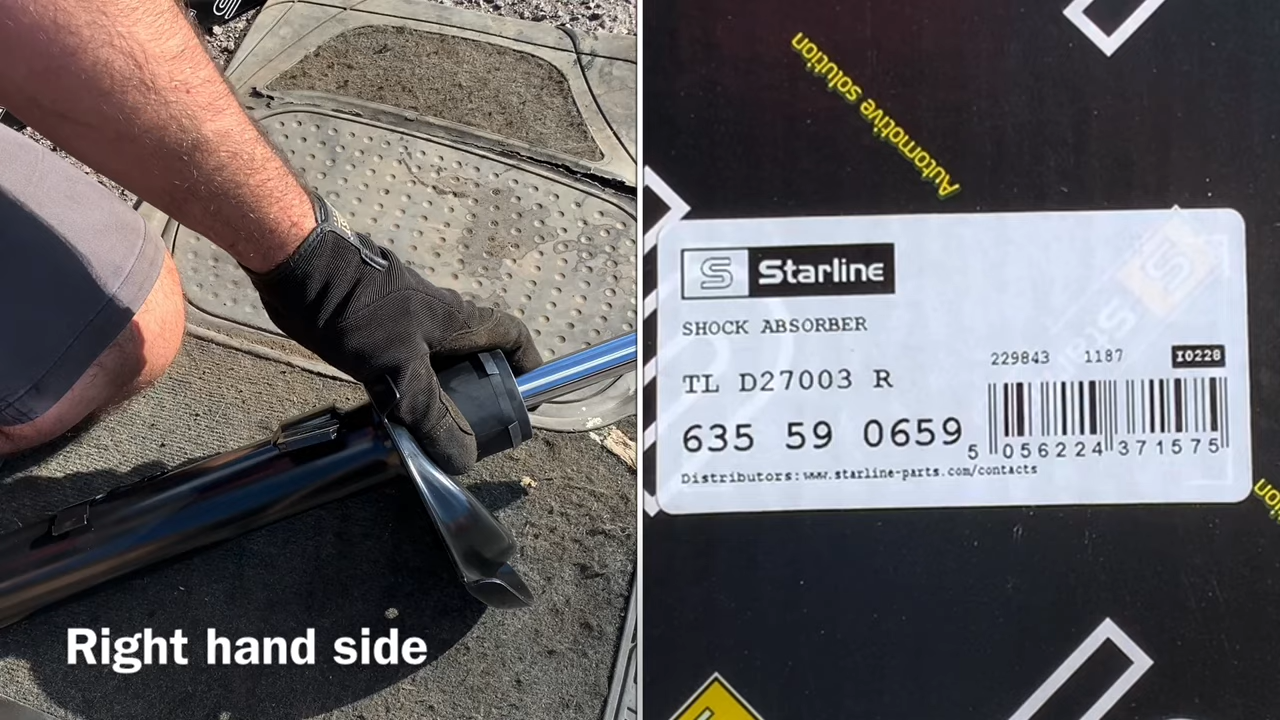 Right hand side
Automotive solution
S Starline
SHOCK ABSORBER
229843 1187 I0228
TL D27003 R
635 59 0659
5 056224 371575
Distributors: www.starline-parts.com/contacts